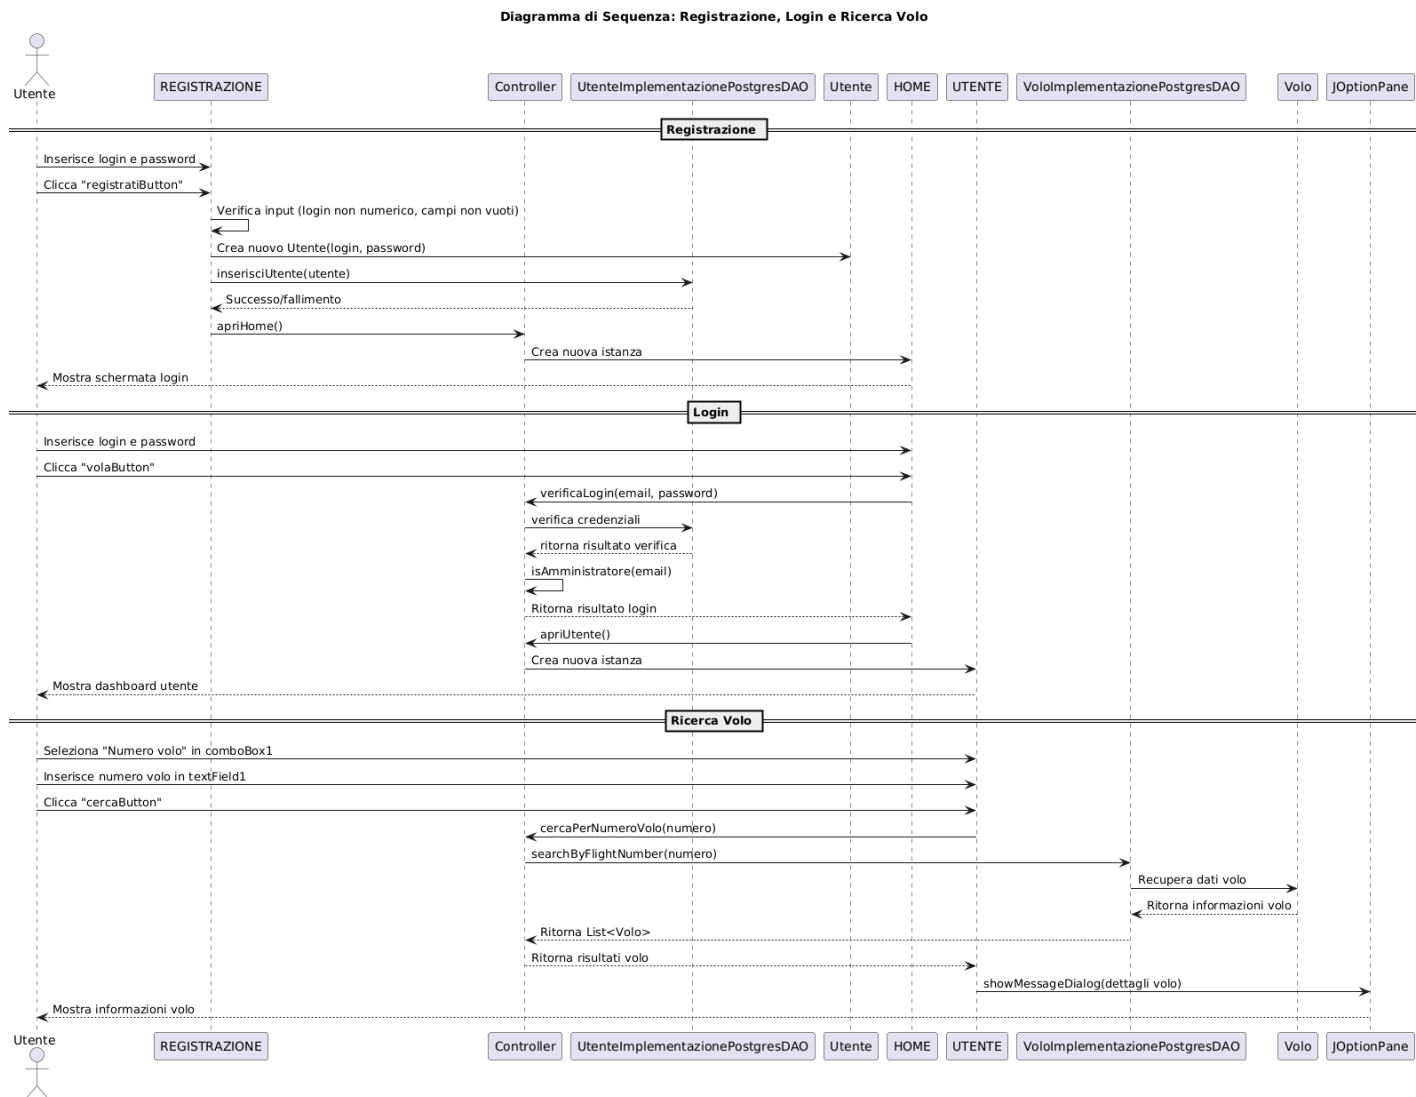 Diagramma di Sequenza: Registrazione, Login e Ricerca Volo
Utente
REGISTRAZIONE
Controller
UtenteImplementazionePostgresDAO
Utente
HOME
UTENTE
VoloImplementazionePostgresDAO
Volo
JOptionPane
Registrazione
Inserisce login e password
Clicca "registratiButton"
Verifica input (login non numerico, campi non vuoti)
Crea nuovo Utente(login, password)
inserisciUtente(utente)
Successo/fallimento
apriHome()
Crea nuova istanza
Mostra schermata login
Login
Inserisce login e password
Clicca "volaButton"
verificaLogin(email, password)
verifica credenziali
ritorna risultato verifica
isAmministratore(email)
Ritorna risultato login
apriUtente()
Crea nuova istanza
Mostra dashboard utente
Ricerca Volo
Seleziona "Numero volo" in comboBox1
Inserisce numero volo in textField1
Clicca "cercaButton"
cercaPerNumeroVolo(numero)
searchByFlightNumber(numero)
Recupera dati volo
Ritorna informazioni volo
Ritorna List<Volo>
Ritorna risultati volo
showMessageDialog(dettagli volo)
Mostra informazioni volo
Utente
REGISTRAZIONE
Controller
UtenteImplementazionePostgresDAO
Utente
HOME
UTENTE
VoloImplementazionePostgresDAO
Volo
JOptionPane